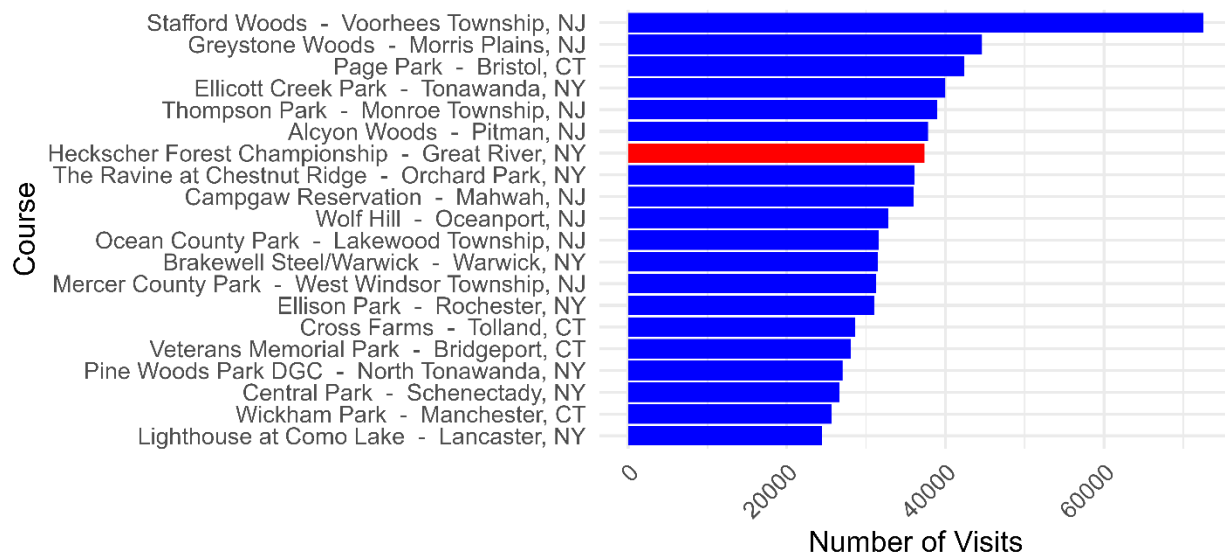 Stafford Woods - Voorhees Township, NJ
Greystone Woods - Morris Plains, NJ
Page Park - Bristol, CT
Ellicott Creek Park - Tonawanda, NY
Thompson Park - Monroe Township, NJ
Alcyon Woods - Pitman, NJ
Heckscher Forest Championship - Great River, NY
The Ravine at Chestnut Ridge - Orchard Park, NY
Campgaw Reservation - Mahwah, NJ
Wolf Hill - Oceanport, NJ
Ocean County Park - Lakewood Township, NJ
Brakewell Steel/Warwick - Warwick, NY
Mercer County Park - West Windsor Township, NJ
Ellison Park - Rochester, NY
Cross Farms - Tolland, CT
Veterans Memorial Park - Bridgeport, CT
Pine Woods Park DGC - North Tonawanda, NY
Central Park - Schenectady, NY
Wickham Park - Manchester, CT
Lighthouse at Como Lake - Lancaster, NY
Course
0
20000
40000
60000
Number of Visits